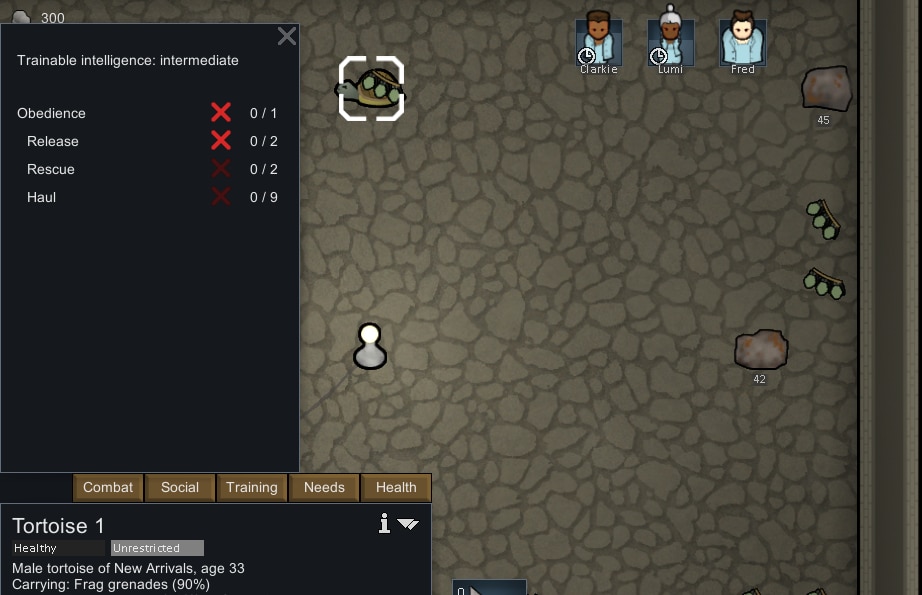 300
Trainable intelligence: intermediate
Obedience 0 / 1
Release 0 / 2
Rescue 0 / 2
Haul 0 / 9
Clarkie Lumi Fred
45
42
Combat Social Training Needs Health
Tortoise 1
Healthy Unrestricted
Male tortoise of New Arrivals, age 33
Carrying: Frag grenades (90%)
0